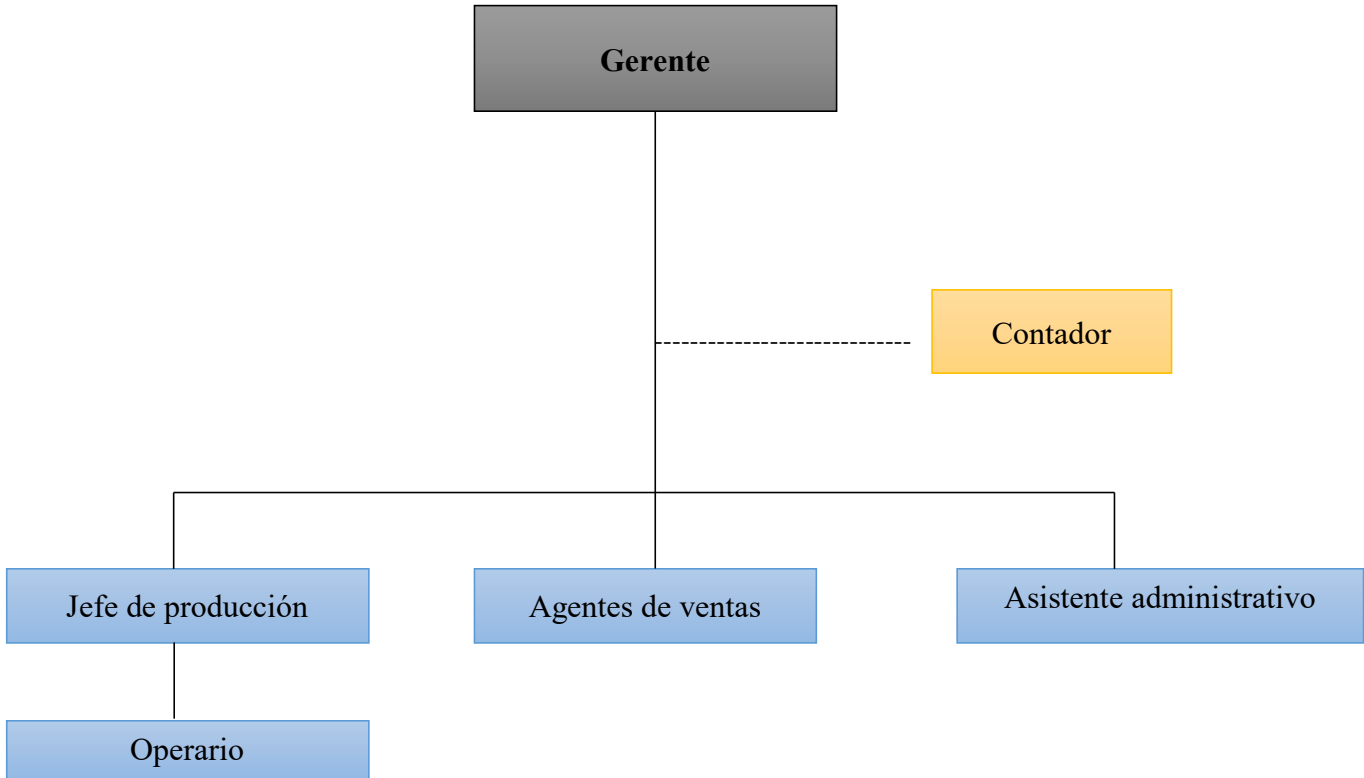 Gerente
Contador
Jefe de producción
Agentes de ventas
Asistente administrativo
Operario